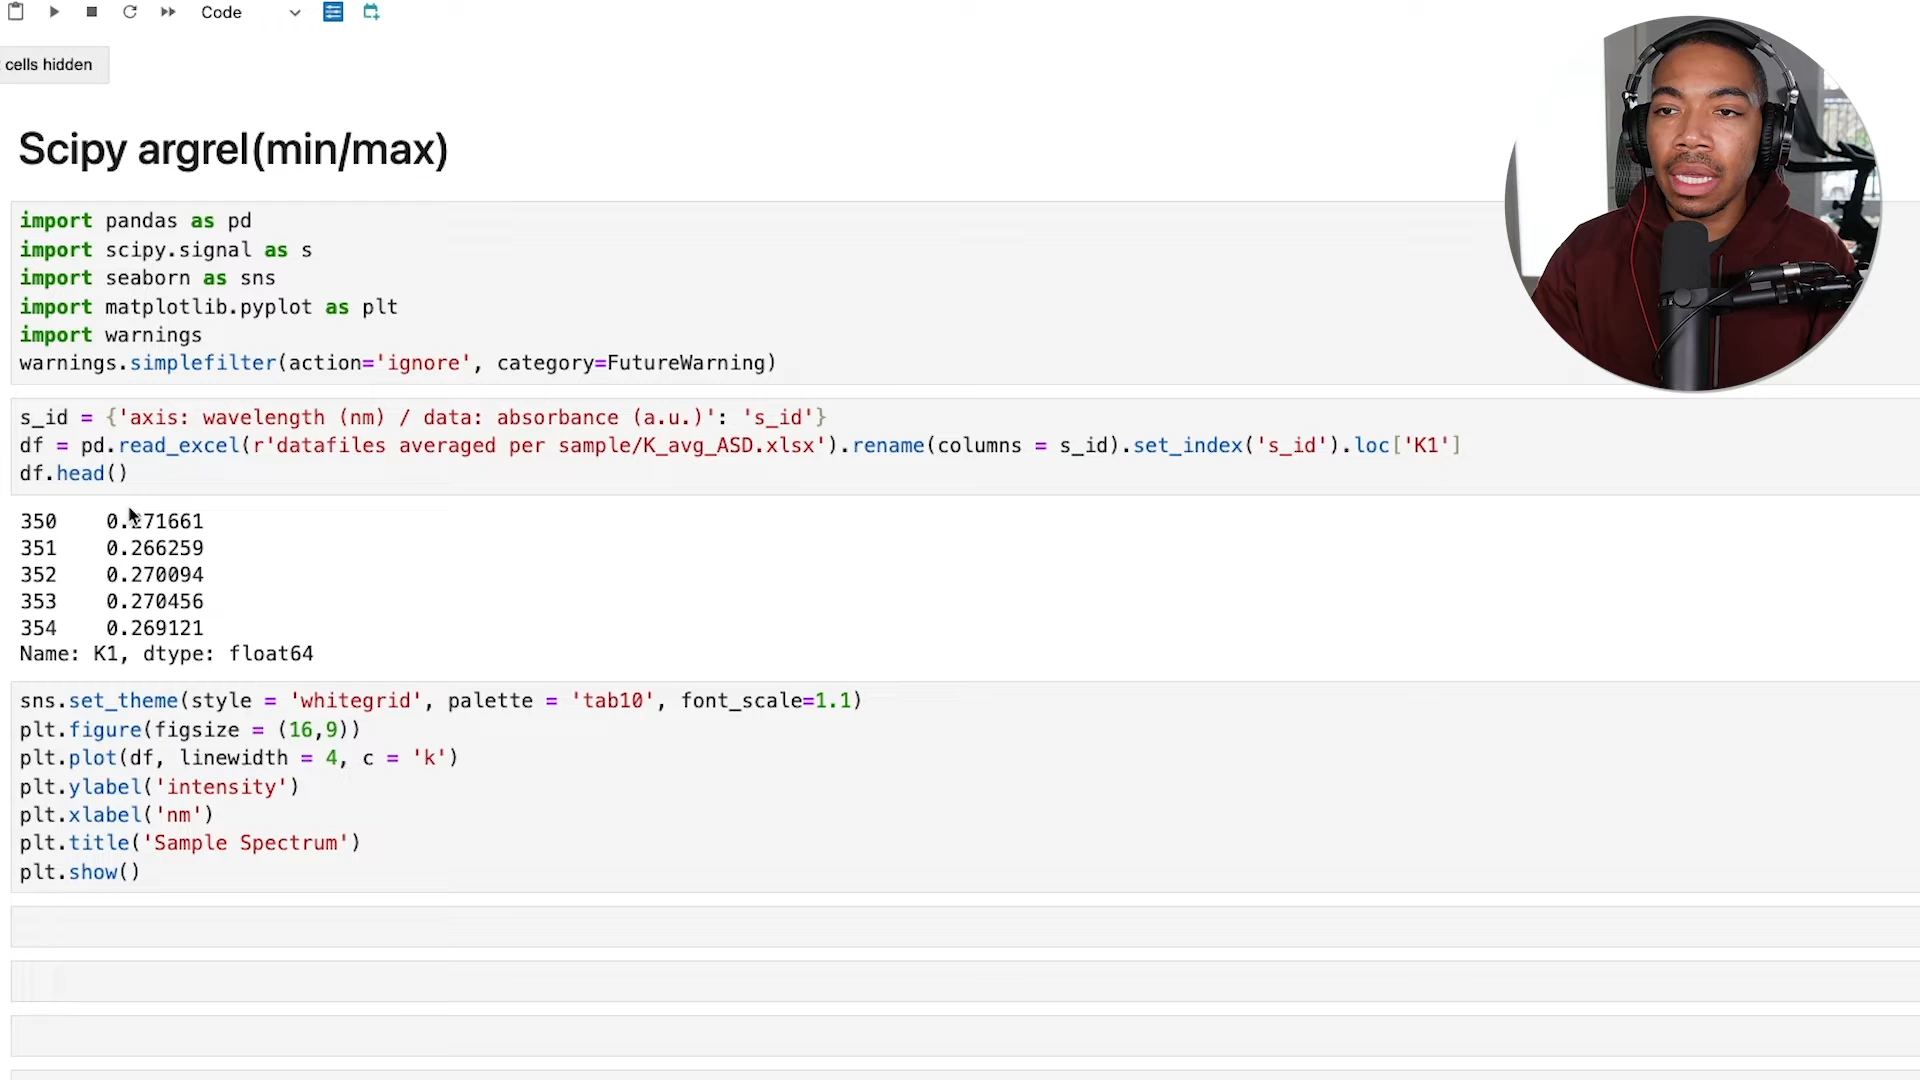 Code
cells hidden
Scipy argrel(min/max)
import pandas as pd
import scipy.signal as s
import seaborn as sns
import matplotlib.pyplot as plt
import warnings
warnings.simplefilter(action='ignore', category=FutureWarning)
s_id = {'axis: wavelength (nm) / data: absorbance (a.u.)': 's_id'}
df = pd.read_excel(r'datafiles averaged per sample/K_avg_ASD.xlsx').rename(columns = s_id).set_index('s_id').loc['K1']
df.head()
350 0.271661
351 0.266259
352 0.270094
353 0.270456
354 0.269121
Name: K1, dtype: float64
sns.set_theme(style = 'whitegrid', palette = 'tab10', font_scale=1.1)
plt.figure(figsize = (16,9))
plt.plot(df, linewidth = 4, c = 'k')
plt.ylabel('intensity')
plt.xlabel('nm')
plt.title('Sample Spectrum')
plt.show()